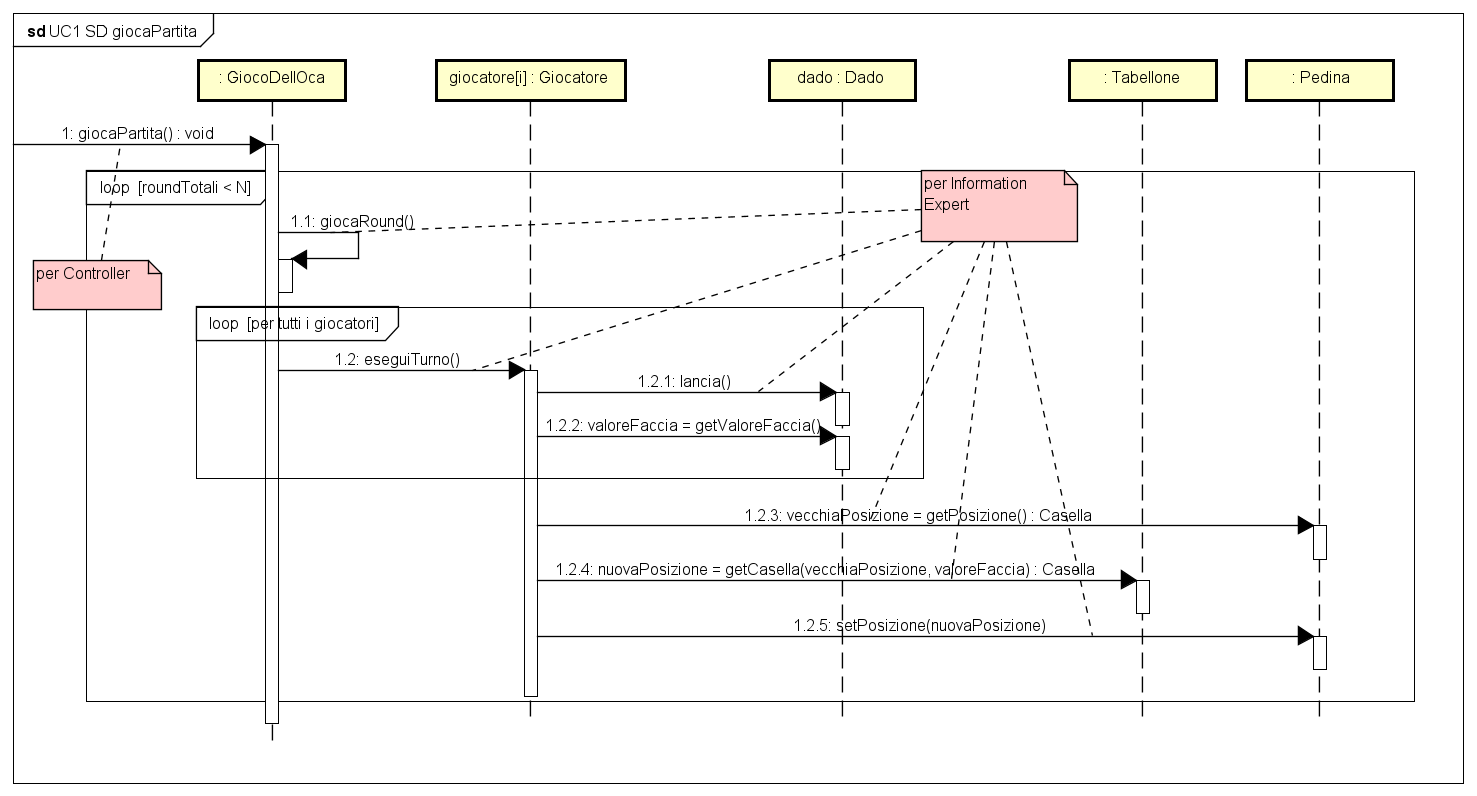 sd UC1 SD giocaPartita
: GiocoDellOca
giocatore[i] : Giocatore
dado : Dado
: Tabellone
: Pedina
1: giocaPartita() : void
loop [roundTotali < N]
per Information
Expert
1.1: giocaRound()
per Controller
loop [per tutti i giocatori]
1.2: eseguiTurno()
1.2.1: lancia()
1.2.2: valoreFaccia = getValoreFaccia()
1.2.3: vecchiaPosizione = getPosizione() : Casella
1.2.4: nuovaPosizione = getCasella(vecchiaPosizione, valoreFaccia) : Casella
1.2.5: setPosizione(nuovaPosizione)